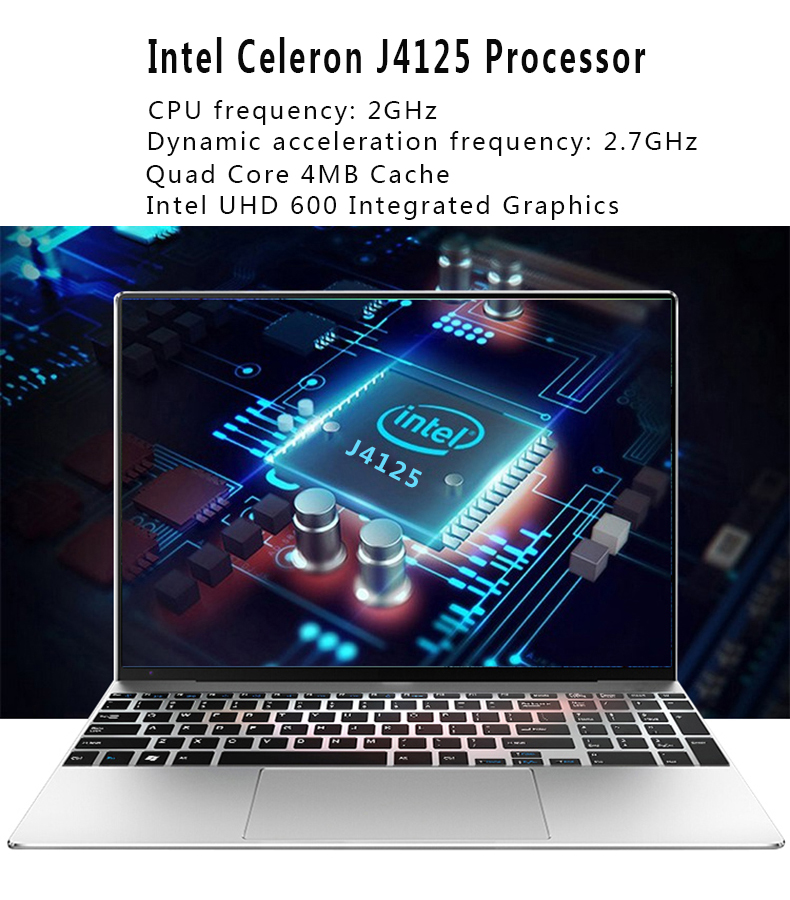 Intel Celeron J4125 Processor
CPU frequency: 2GHz
Dynamic acceleration frequency: 2.7GHz
Quad Core 4MB Cache
Intel UHD 600 Integrated Graphics
intel
J4125